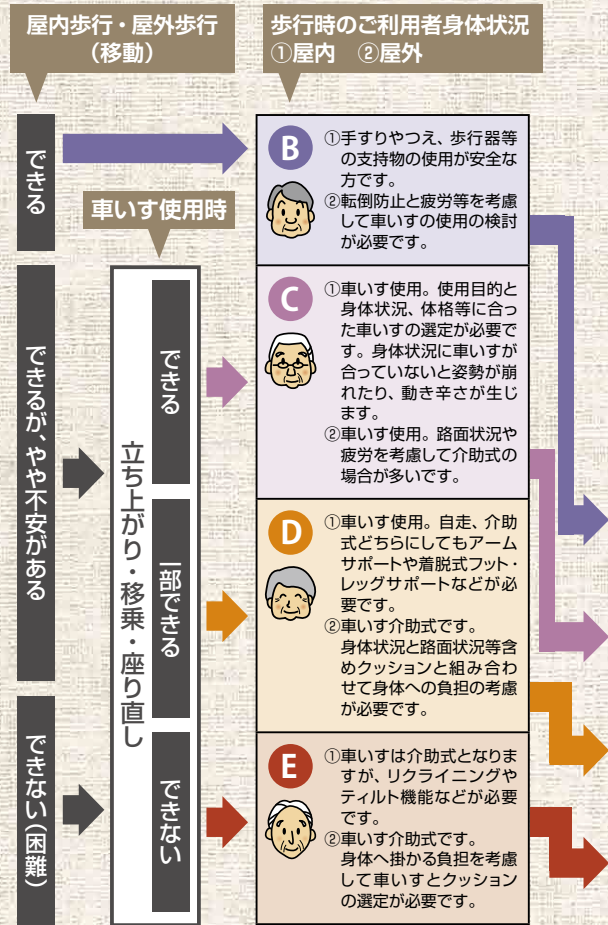 屋内歩行・屋外歩行
（移動）
歩行時のご利用者身体状況
①屋内　②屋外
できる
できるが、やや不安がある
できない（困難）
車いす使用時
立ち上がり・移乗・座り直し
できる
一部できる
できない
B
①手すりやつえ、歩行器等
の支持物の使用が安全な
方です。
②転倒防止と疲労等を考慮
して車いすの使用の検討
が必要です。
C
①車いす使用。使用目的と
身体状況、体格等に合っ
た車いすの選定が必要で
す。身体状況に車いすが
合っていないと姿勢が崩
れたり、動き辛さが生じ
ます。
②車いす使用。路面状況や
疲労を考慮して介助式の
場合が多いです。
D
①車いす使用。自走、介助
式どちらにしてもアーム
サポートや着脱式フット・
レッグサポートなどが必
要です。
②車いす介助式です。
身体状況と路面状況等含
めクッションと組み合わ
せて身体への負担の考慮
が必要です。
E
①車いすは介助式となりま
すが、リクライニングや
ティルト機能などが必要
です。
②車いす介助式です。
身体へ掛かる負担を考慮
して車いすとクッション
の選定が必要です。